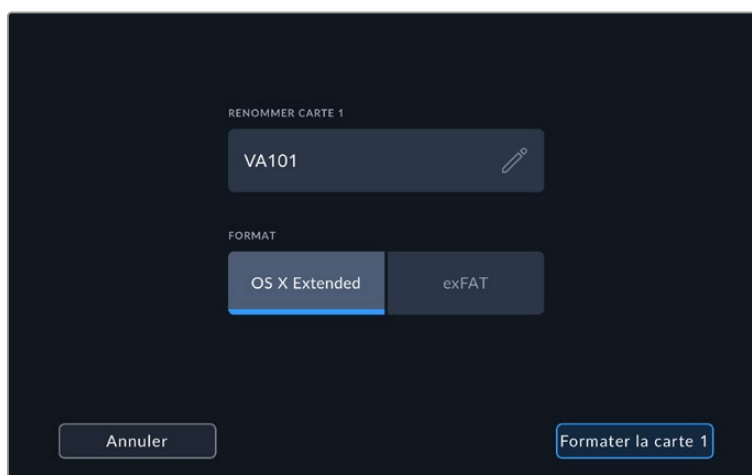 RENOMMER CARTE 1
VA101
FORMAT
OS X Extended exFAT
Annuler Formater la carte 1